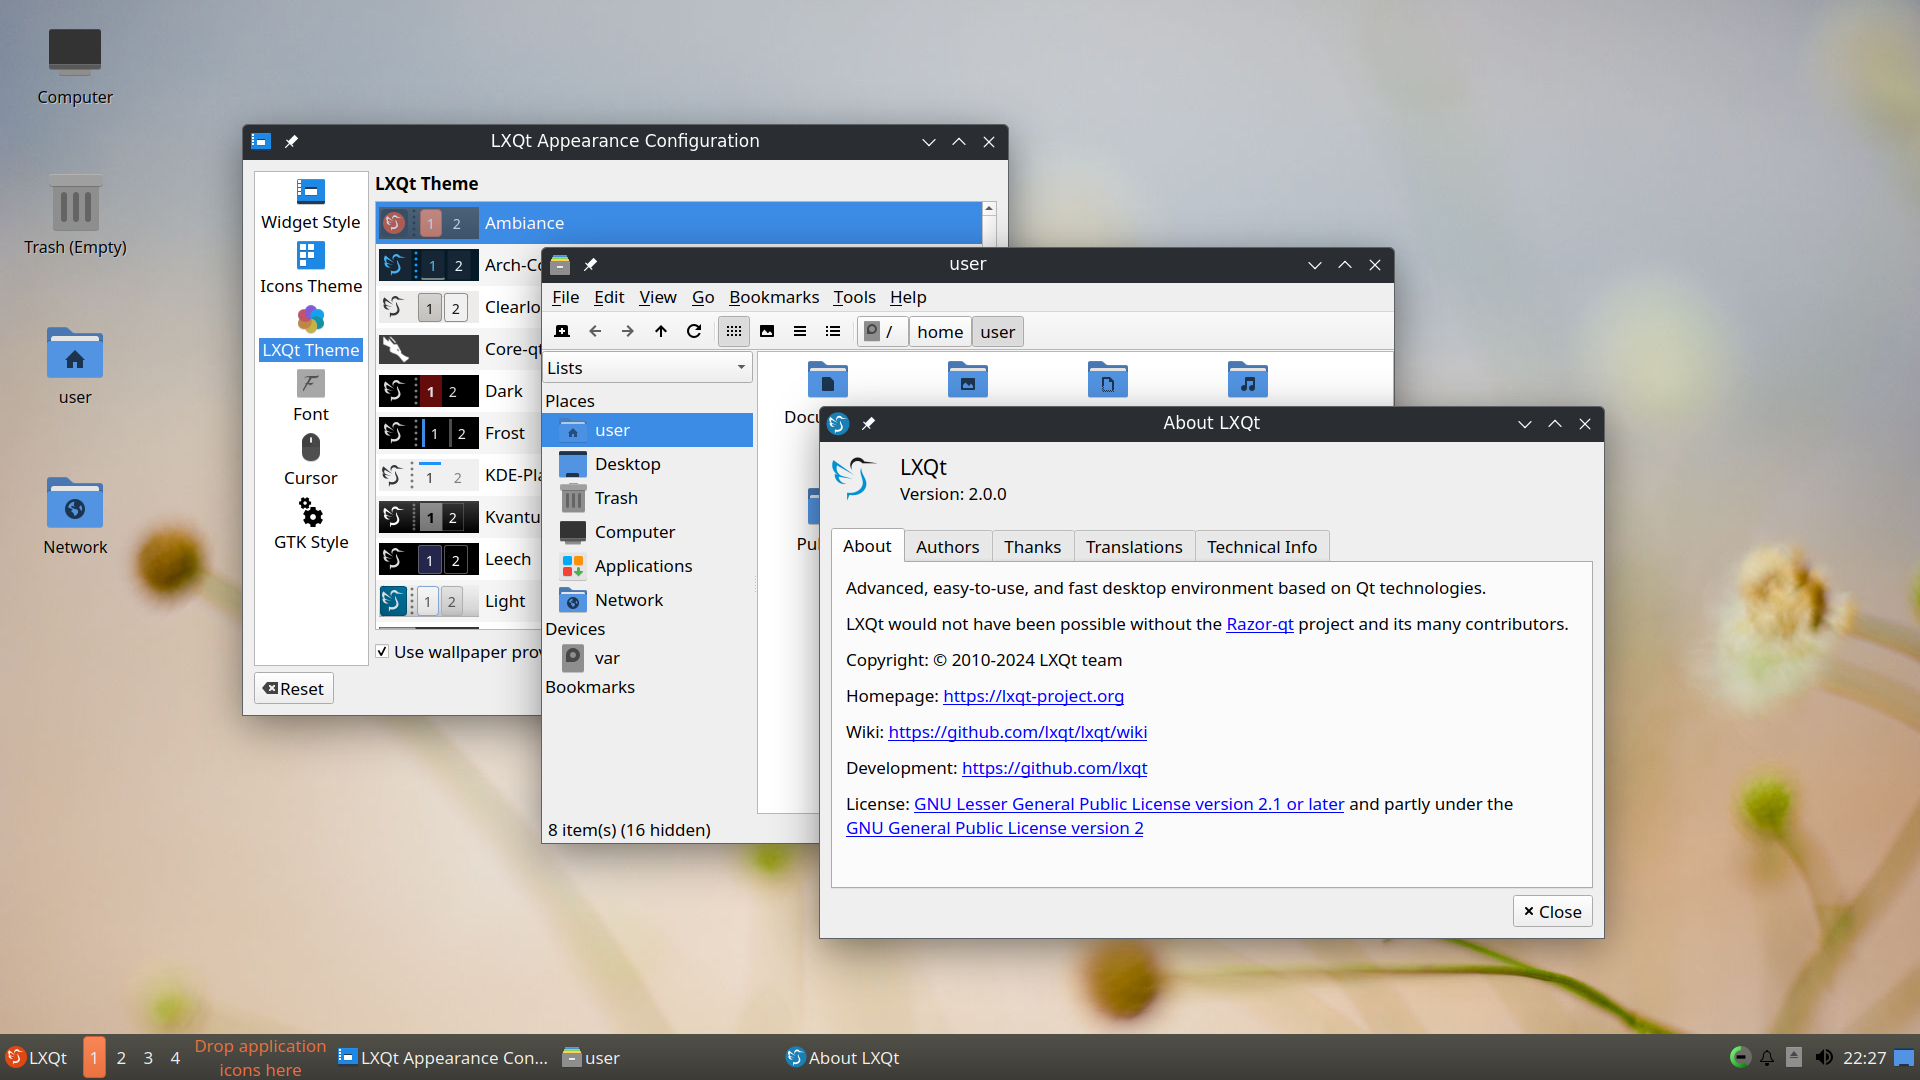 Computer
Trash (Empty)
user
Network
LXQt Appearance Configuration
Widget Style
Icons Theme
LXQt Theme
Font
Cursor
GTK Style
LXQt Theme
1 2 Ambiance
1 2 Arch-Co
1 2 Clearlo
Core-qt
1 2 Dark
1 2 Frost
1 2 KDE-Pla
1 2 Kvantu
1 2 Leech
1 2 Light
Use wallpaper prov
Reset
user
File Edit View Go Bookmarks Tools Help
/ home user
Lists
Places
user
Desktop
Trash
Computer
Applications
Network
Devices
var
Bookmarks
Docu
Pu
8 item(s) (16 hidden)
About LXQt
LXQt
Version: 2.0.0
About Authors Thanks Translations Technical Info
Advanced, easy-to-use, and fast desktop environment based on Qt technologies.
LXQt would not have been possible without the Razor-qt project and its many contributors.
Copyright: © 2010-2024 LXQt team
Homepage: https://lxqt-project.org
Wiki: https://github.com/lxqt/lxqt/wiki
Development: https://github.com/lxqt
License: GNU Lesser General Public License version 2.1 or later and partly under the
GNU General Public License version 2
Close
LXQt 1 2 3 4
Drop application
icons here
LXQt Appearance Con...
user
About LXQt
22:27